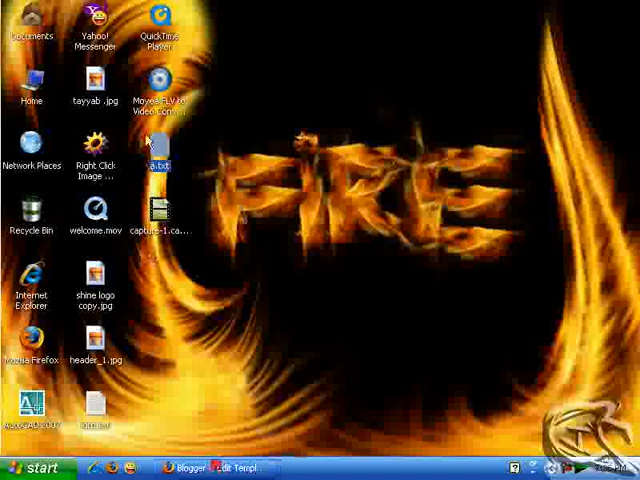 Documents
Yahoo!
Messenger
QuickTime
Player
Home
tayyab .jpg
Moyea FLV to
Video Conv...
Network Places
Right Click
Image ...
a.txt
Recycle Bin
welcome.mov
capture-1.ca...
Internet
Explorer
shine logo
copy.jpg
Mozilla Firefox
header_1.jpg
AutoCAD 2007
FIRE
start
Blogger
Edit Templ...
PM